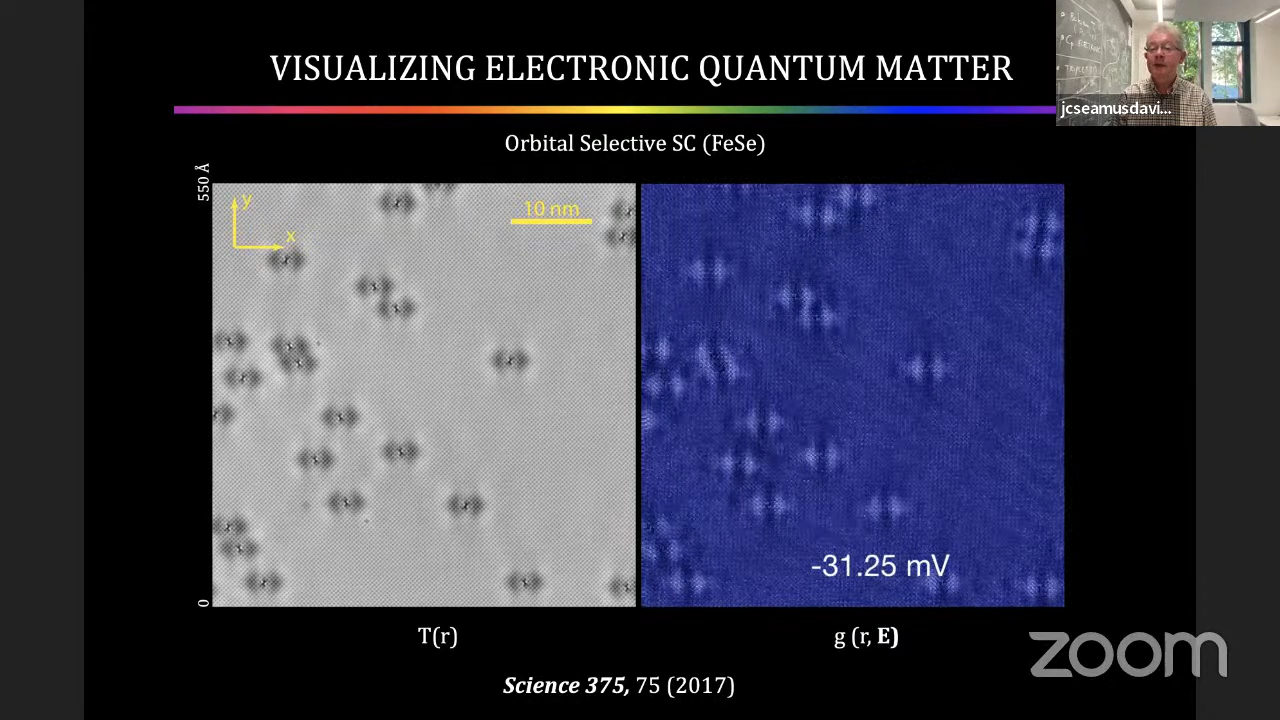 VISUALIZING ELECTRONIC QUANTUM MATTER
jcseamusdavi...
Orbital Selective SC (FeSe)
550 Å
y
10 nm
x
-31.25 mV
0
T(r)
g (r, E)
zoom
Science 375, 75 (2017)